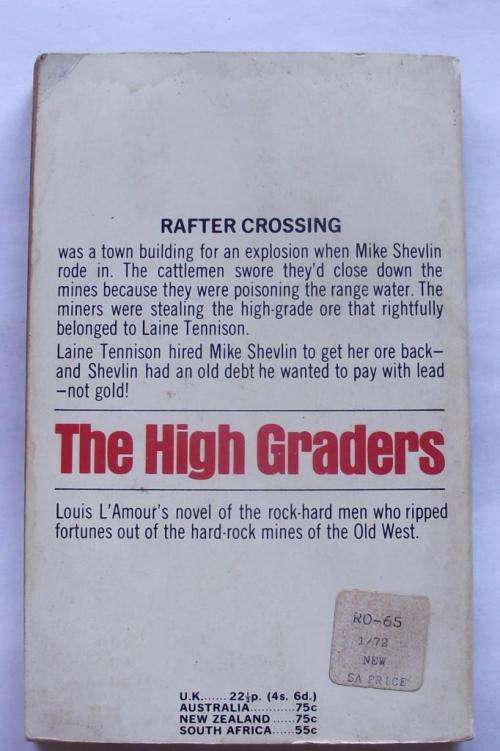 RAFTER CROSSING
was a town building for an explosion when Mike Shevlin
rode in. The cattlemen swore they'd close down the
mines because they were poisoning the range water. The
miners were stealing the high-grade ore that rightfully
belonged to Laine Tennison.
Laine Tennison hired Mike Shevlin to get her ore back—
and Shevlin had an old debt he wanted to pay with lead
—not gold!
The High Graders
Louis L'Amour's novel of the rock-hard men who ripped
fortunes out of the hard-rock mines of the Old West.
RO-65
1/72
NEW
SA PRICE
U.K....... 22½p. (4s. 6d.)
AUSTRALIA............75c
NEW ZEALAND ......75c
SOUTH AFRICA.....55c